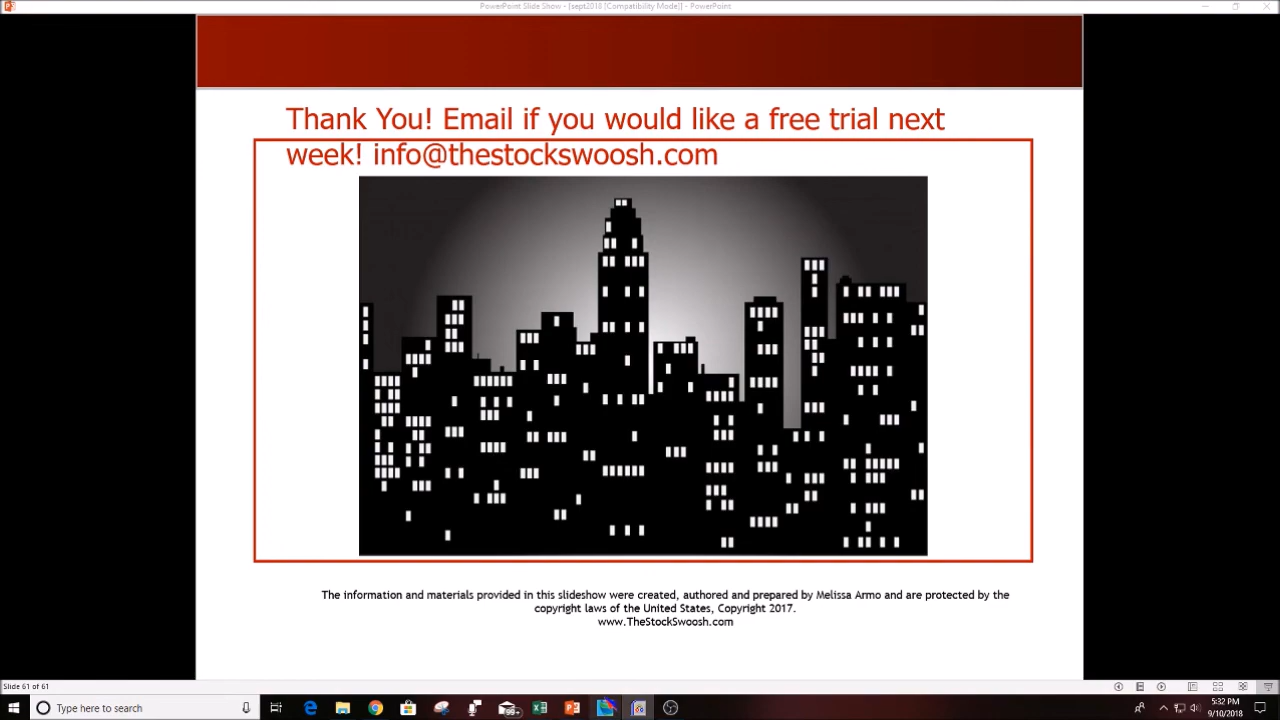 PowerPoint Slide Show - [sept2018 [Compatibility Mode]] - PowerPoint
Thank You! Email if you would like a free trial next
week! info@thestockswoosh.com
The information and materials provided in this slideshow were created, authored and prepared by Melissa Armo and are protected by the
copyright laws of the United States, Copyright 2017.
www.TheStockSwoosh.com
Slide 61 of 61
Type here to search
99+
5:32 PM
9/10/2018